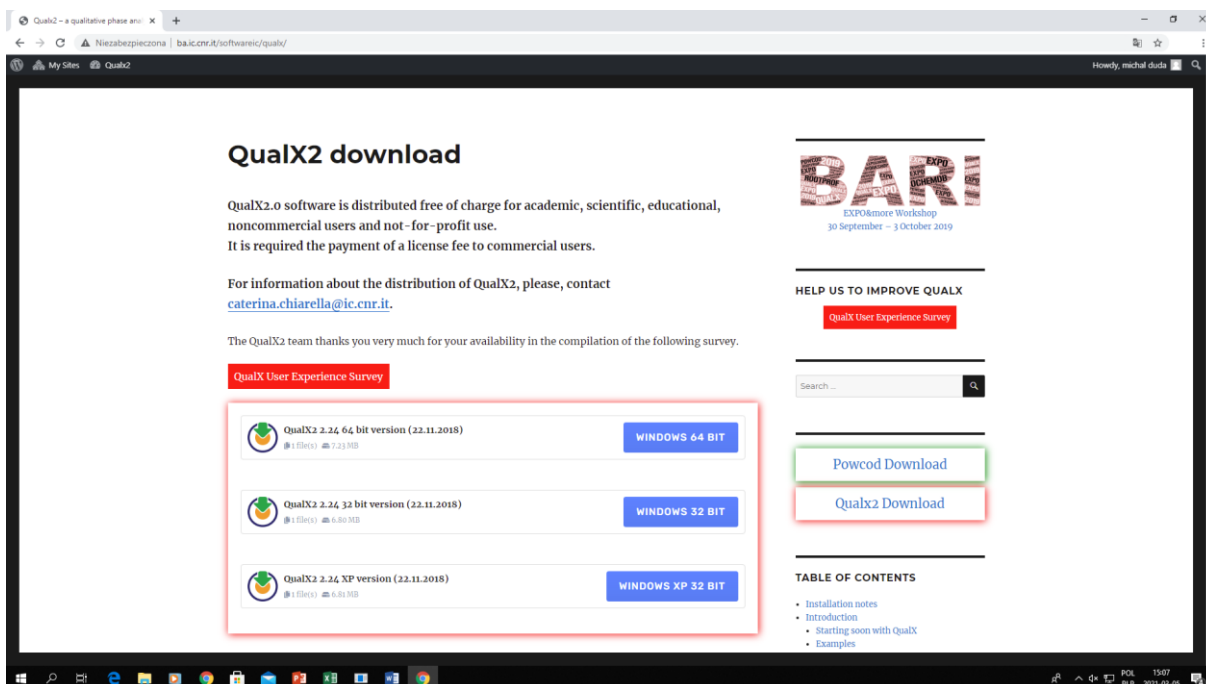 Qualx2 – a qualitative phase anal
Niezabezpieczona | ba.ic.cnr.it/softwareic/qualx/
My Sites Qualx2
Howdy, michal duda
QualX2 download
QualX2.0 software is distributed free of charge for academic, scientific, educational,
noncommercial users and not-for-profit use.
It is required the payment of a license fee to commercial users.
For information about the distribution of QualX2, please, contact
caterina.chiarella@ic.cnr.it.
The QualX2 team thanks you very much for your availability in the compilation of the following survey.
QualX User Experience Survey
QualX2 2.24 64 bit version (22.11.2018)
1 file(s) 7.23 MB
WINDOWS 64 BIT
QualX2 2.24 32 bit version (22.11.2018)
1 file(s) 6.80 MB
WINDOWS 32 BIT
QualX2 2.24 XP version (22.11.2018)
1 file(s) 6.81 MB
WINDOWS XP 32 BIT
BARI
EXPO&more Workshop
30 September – 3 October 2019
HELP US TO IMPROVE QUALX
QualX User Experience Survey
Search ...
Powcod Download
Qualx2 Download
TABLE OF CONTENTS
Installation notes
Introduction
Starting soon with QualX
Examples
POL 15:07
PLP 2021-03-05